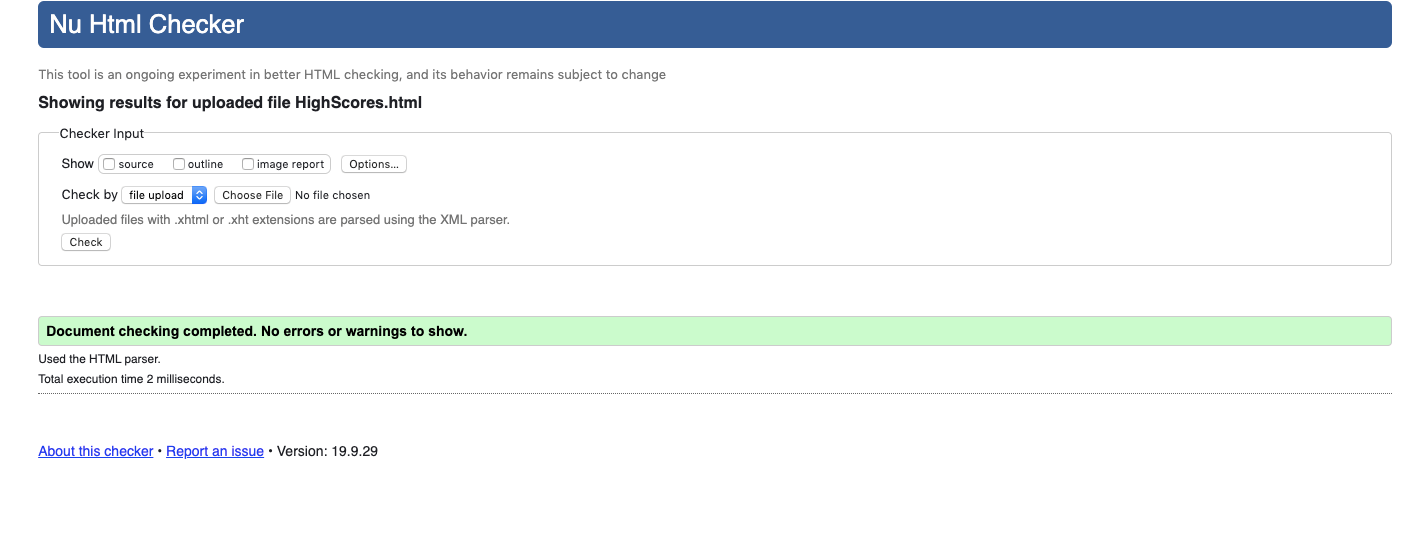 Nu Html Checker
This tool is an ongoing experiment in better HTML checking, and its behavior remains subject to change
Showing results for uploaded file HighScores.html
Checker Input
Show source outline image report Options...
Check by file upload Choose File No file chosen
Uploaded files with .xhtml or .xht extensions are parsed using the XML parser.
Check
Document checking completed. No errors or warnings to show.
Used the HTML parser.
Total execution time 2 milliseconds.
About this checker • Report an issue • Version: 19.9.29